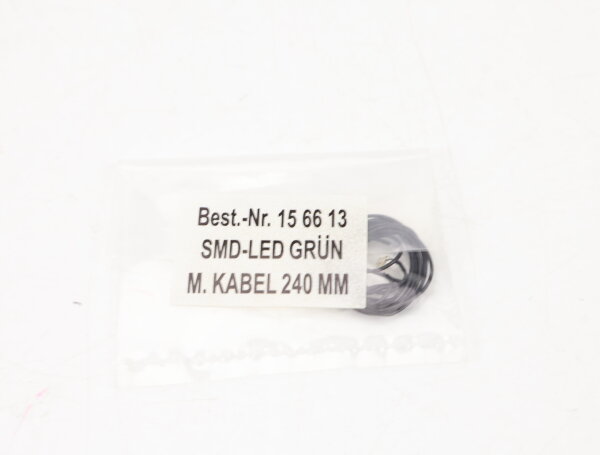 Best.-Nr. 15 66 13
SMD-LED GRÜN
M. KABEL 240 MM